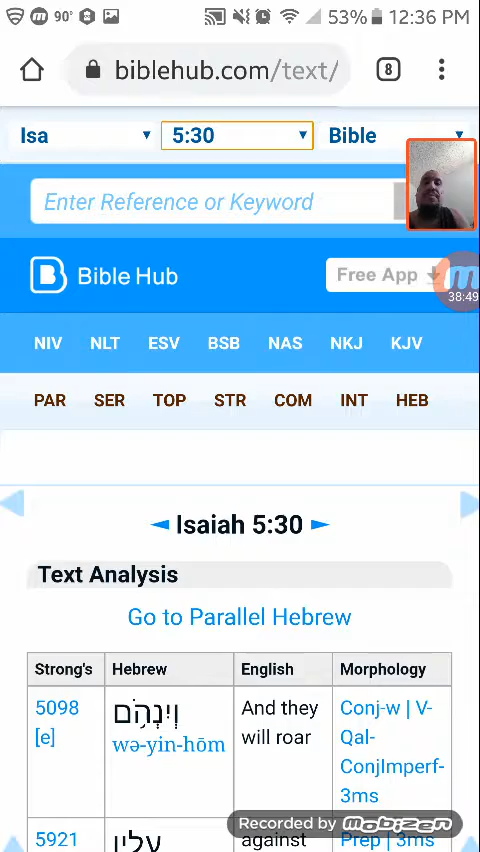 90° 53% 12:36 PM
biblehub.com/text/ 8
Isa 5:30 Bible
Enter Reference or Keyword
Bible Hub Free App
38:49
NIV NLT ESV BSB NAS NKJ KJV
PAR SER TOP STR COM INT HEB
Isaiah 5:30
Text Analysis
Go to Parallel Hebrew
Strong's Hebrew English Morphology
5098 וְיִנְהֹ֥ם And they Conj-w | V-
[e] wə-yin-hōm will roar Qal-
ConjImperf-
3ms
Recorded by mobizen
5921 עָלָ֛יו against Prep | 3ms